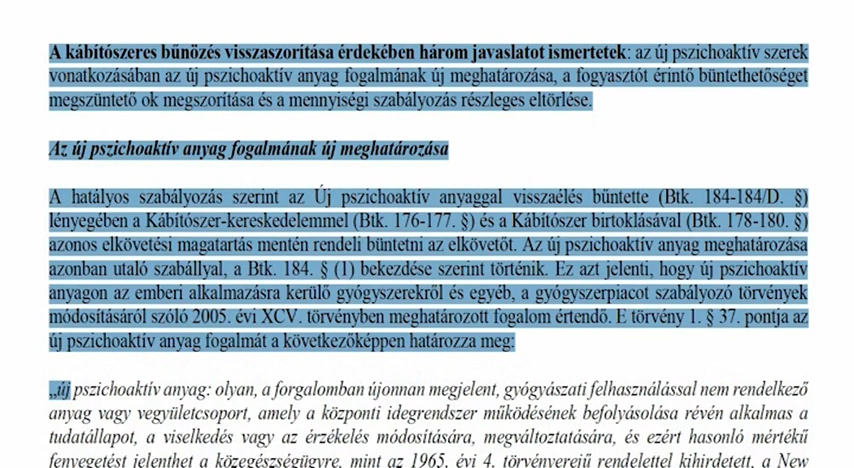 A kábítószeres bűnözés visszaszorítása érdekében három javaslatot ismertetek: az új pszichoaktív szerek
vonatkozásában az új pszichoaktív anyag fogalmának új meghatározása, a fogyasztót érintő büntethetőséget
megszüntető ok megszorítása és a mennyiségi szabályozás részleges eltörlése.
Az új pszichoaktív anyag fogalmának új meghatározása
A hatályos szabályozás szerint az Új pszichoaktív anyaggal visszaélés bűntette (Btk. 184-184/D. §)
lényegében a Kábítószer-kereskedelemmel (Btk. 176-177. §) és a Kábítószer birtoklásával (Btk. 178-180. §)
azonos elkövetési magatartás mentén rendeli büntetni az elkövetőt. Az új pszichoaktív anyag meghatározása
azonban utaló szabállyal, a Btk. 184. § (1) bekezdése szerint történik. Ez azt jelenti, hogy új pszichoaktív
anyagon az emberi alkalmazásra kerülő gyógyszerekről és egyéb, a gyógyszerpiacot szabályozó törvények
módosításáról szóló 2005. évi XCV. törvényben meghatározott fogalom értendő. E törvény 1. § 37. pontja az
új pszichoaktív anyag fogalmát a következőképpen határozza meg:
„új pszichoaktív anyag: olyan, a forgalomban újonnan megjelent, gyógyászati felhasználással nem rendelkező
anyag vagy vegyületcsoport, amely a központi idegrendszer működésének befolyásolása révén alkalmas a
tudatállapot, a viselkedés vagy az érzékelés módosítására, megváltoztatására, és ezért hasonló mértékű
fenyegetést jelenthet a közegészségügyre, mint az 1965. évi 4. törvényerejű rendelettel kihirdetett, a New